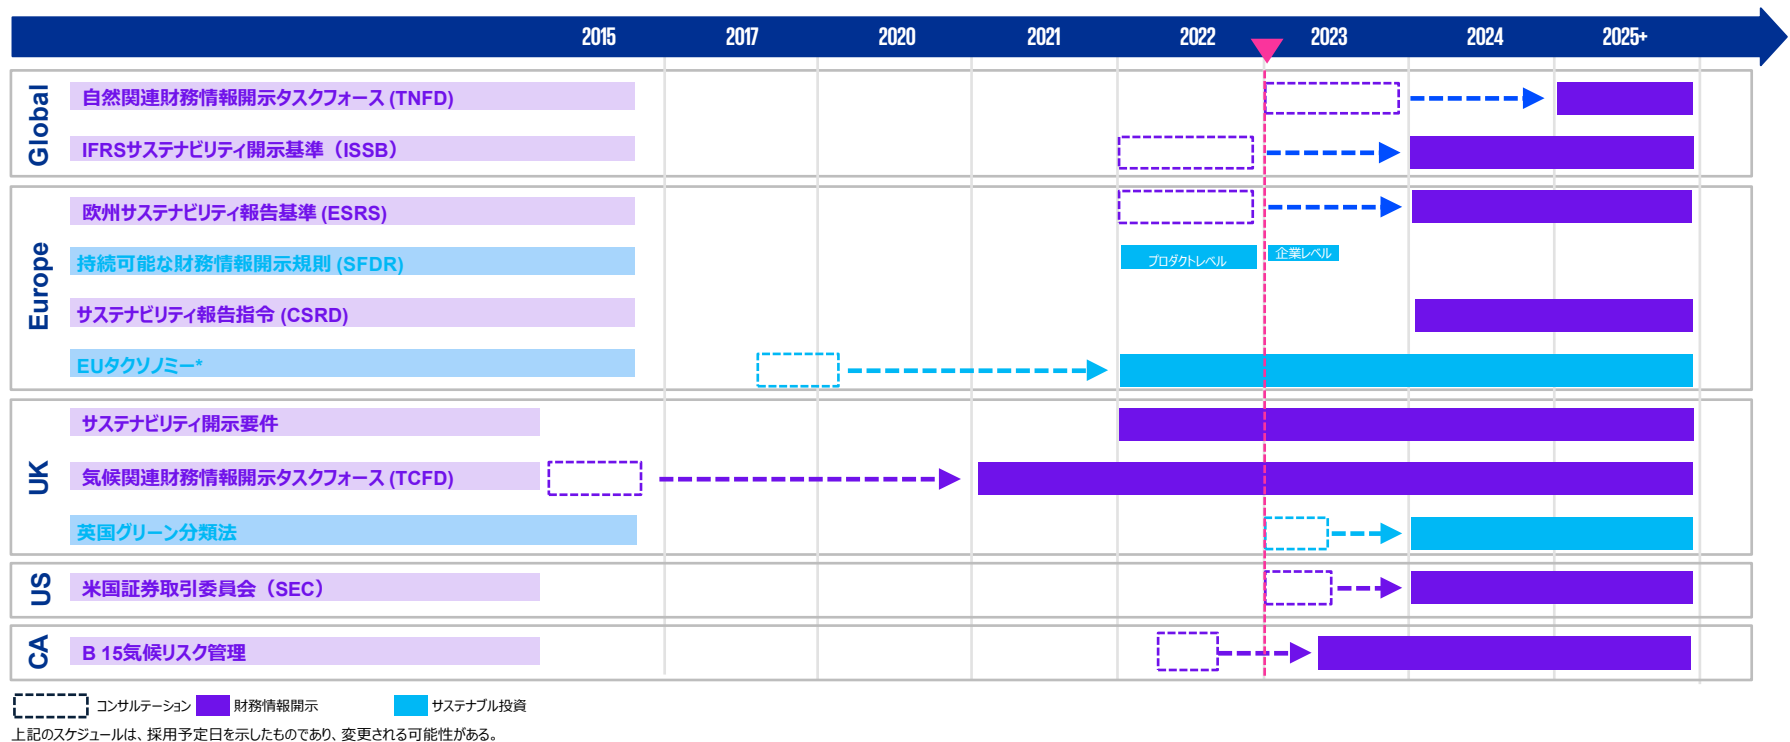 2015 2017 2020 2021 2022 2023 2024 2025+
Global
自然関連財務情報開示タスクフォース (TNFD)
IFRSサステナビリティ開示基準（ISSB）
Europe
欧州サステナビリティ報告基準 (ESRS)
持続可能な財務情報開示規則 (SFDR)
プロダクトレベル
企業レベル
サステナビリティ報告指令 (CSRD)
EUタクソノミー*
UK
サステナビリティ開示要件
気候関連財務情報開示タスクフォース (TCFD)
英国グリーン分類法
US
米国証券取引委員会（SEC）
CA
B 15気候リスク管理
コンサルテーション 財務情報開示 サステナブル投資
上記のスケジュールは、採用予定日を示したものであり、変更される可能性がある。